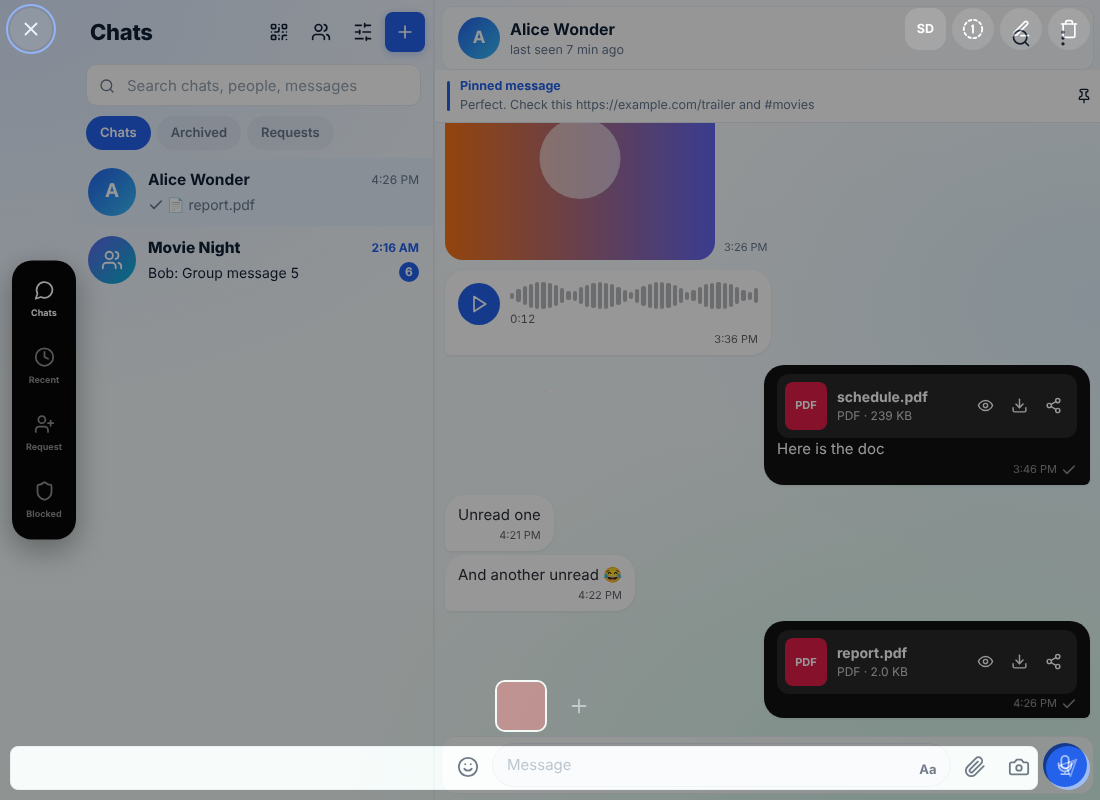 Chats
Search chats, people, messages
Chats
Archived
Requests
Alice Wonder
4:26 PM
📄 report.pdf
Movie Night
2:16 AM
Bob: Group message 5
6
Chats
Recent
Request
Blocked
A
Alice Wonder
last seen 7 min ago
SD
1
Pinned message
Perfect. Check this https://example.com/trailer and #movies
3:26 PM
0:12
3:36 PM
PDF
schedule.pdf
PDF · 239 KB
Here is the doc
3:46 PM
Unread one
4:21 PM
And another unread 😂
4:22 PM
PDF
report.pdf
PDF · 2.0 KB
4:26 PM
Message
Aa
A